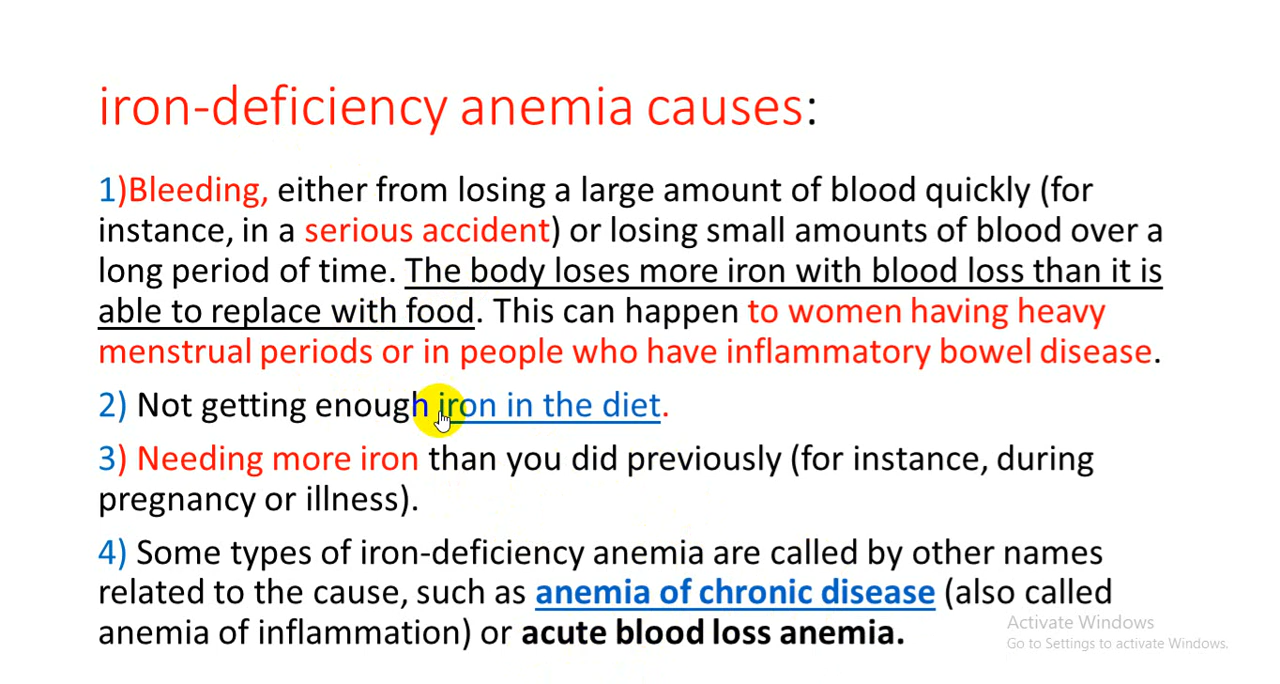 iron-deficiency anemia causes:
1)Bleeding, either from losing a large amount of blood quickly (for
instance, in a serious accident) or losing small amounts of blood over a
long period of time. The body loses more iron with blood loss than it is
able to replace with food. This can happen to women having heavy
menstrual periods or in people who have inflammatory bowel disease.
2) Not getting enough iron in the diet.
3) Needing more iron than you did previously (for instance, during
pregnancy or illness).
4) Some types of iron-deficiency anemia are called by other names
related to the cause, such as anemia of chronic disease (also called
anemia of inflammation) or acute blood loss anemia.
Activate Windows
Go to Settings to activate Windows.